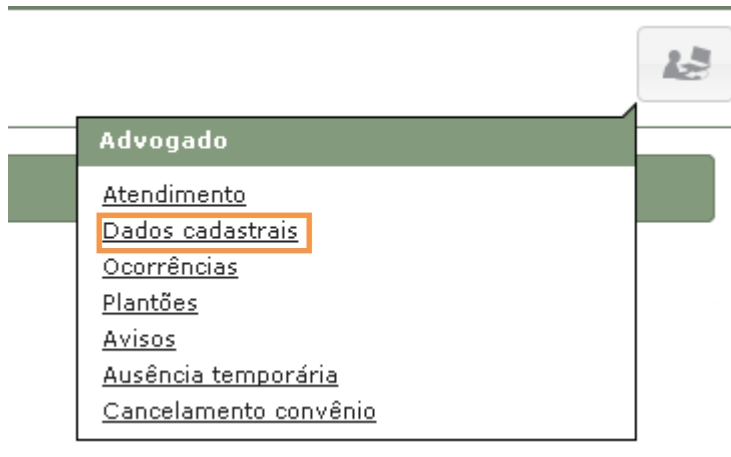 Advogado
Atendimento
Dados cadastrais
Ocorrências
Plantões
Avisos
Ausência temporária
Cancelamento convênio